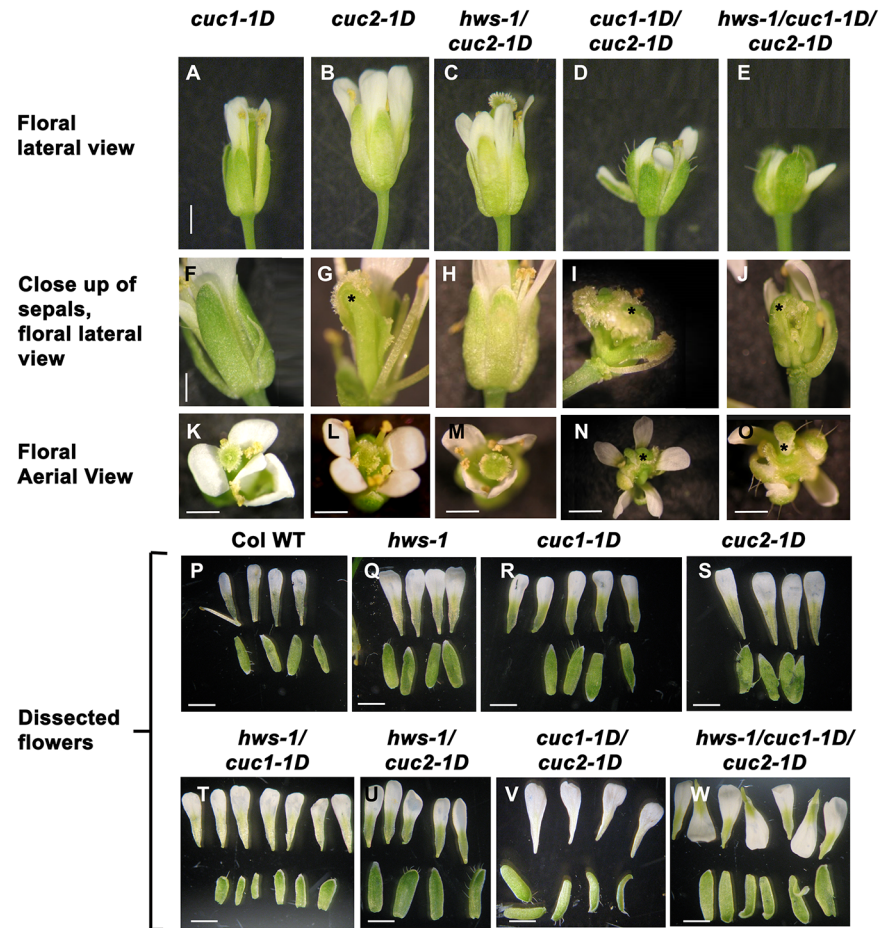 cuc1-1D
cuc2-1D
hws-1/
cuc2-1D
cuc1-1D/
cuc2-1D
hws-1/cuc1-1D/
cuc2-1D
Floral
lateral view
A
B
C
D
E
Close up of
sepals,
floral lateral
view
F
G
*
H
I
*
J
*
Floral
Aerial View
K
L
M
N
*
O
*
Dissected
flowers
Col WT
hws-1
cuc1-1D
cuc2-1D
P
Q
R
S
hws-1/
cuc1-1D
hws-1/
cuc2-1D
cuc1-1D/
cuc2-1D
hws-1/cuc1-1D/
cuc2-1D
T
U
V
W